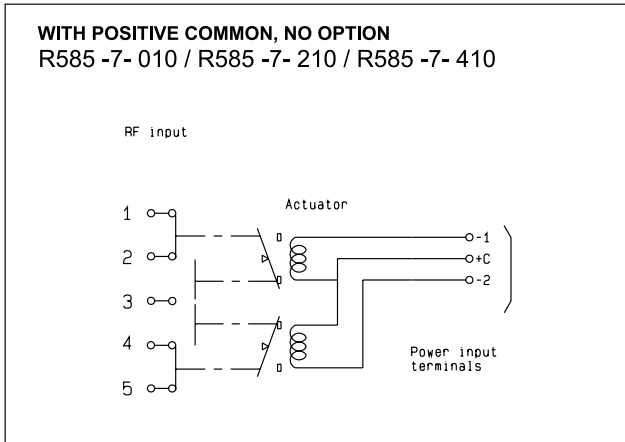 WITH POSITIVE COMMON, NO OPTION
R585 -7- 010 / R585 -7- 210 / R585 -7- 410
RF input
Actuator
1
2
3
4
5
-1
+C
-2
Power input
terminals